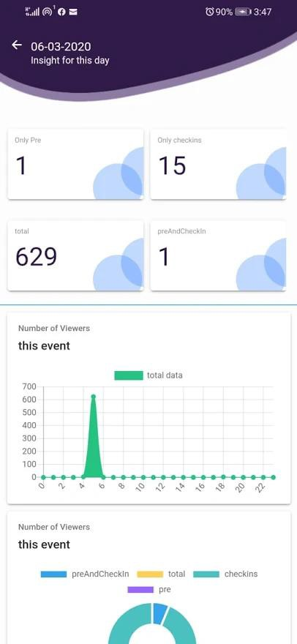 90% 3:47
06-03-2020
Insight for this day
Only Pre
1
Only checkins
15
total
629
preAndCheckIn
1
Number of Viewers
this event
total data
700
600
500
400
300
200
100
0
0 2 4 6 8 10 12 14 16 18 20 22
Number of Viewers
this event
preAndCheckIn total checkins
pre